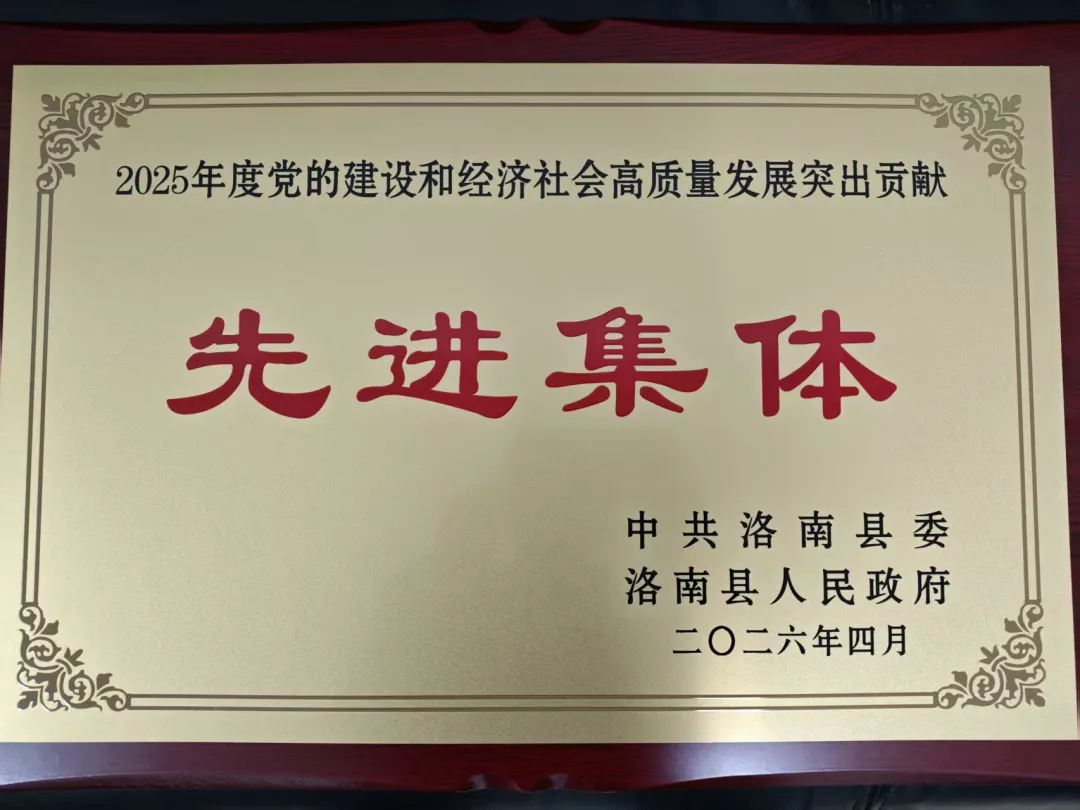 2025年度党的建设和经济社会高质量发展突出贡献
先进集体
中共洛南县委
洛南县人民政府
二〇二六年四月